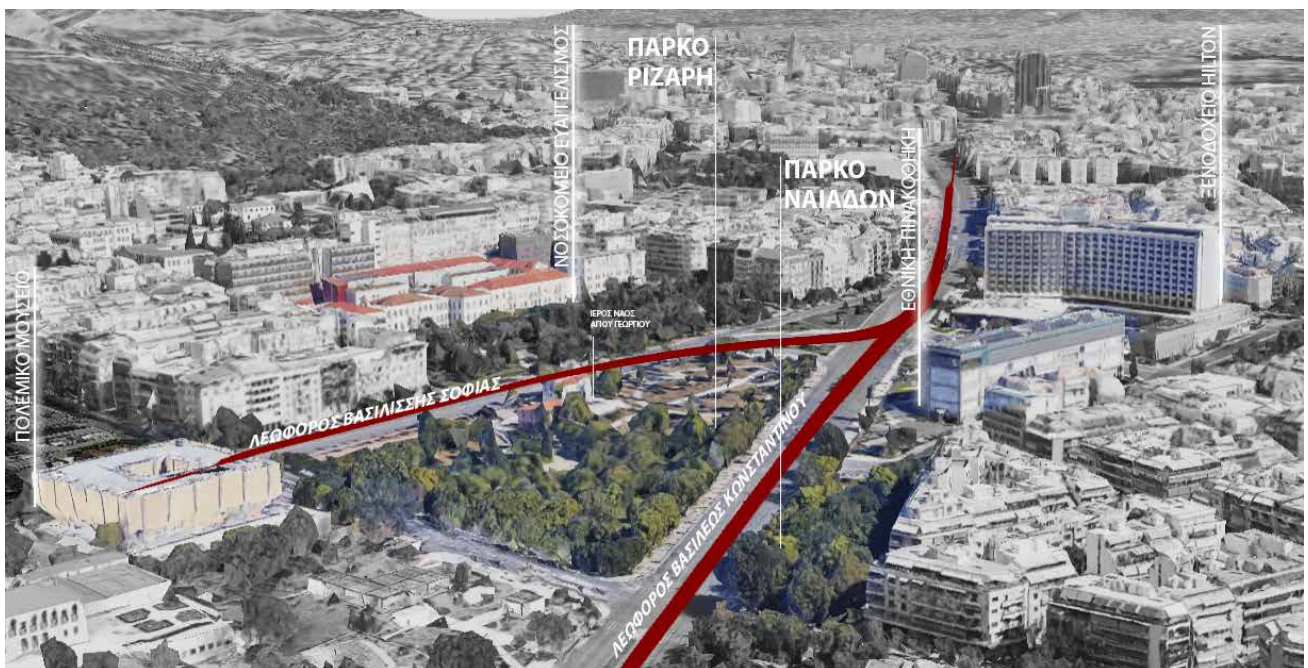 ΠΟΛΕΜΙΚΟ ΜΟΥΣΕΙΟ
ΝΟΣΟΚΟΜΕΙΟ ΕΥΑΓΓΕΛΙΣΜΟΣ
ΠΑΡΚΟ
ΡΙΖΑΡΗ
ΠΑΡΚΟ
ΝΑΙΑΔΩΝ
ΕΘΝΙΚΗ ΠΙΝΑΚΟΘΗΚΗ
ΞΕΝΟΔΟΧΕΙΟ HILTON
ΙΕΡΟΣ ΝΑΟΣ
ΑΓΙΟΥ ΓΕΩΡΓΙΟΥ
ΛΕΩΦΟΡΟΣ ΒΑΣΙΛΙΣΣΗΣ ΣΟΦΙΑΣ
ΛΕΩΦΟΡΟΣ ΒΑΣΙΛΕΩΣ ΚΩΝΣΤΑΝΤΙΝΟΥ